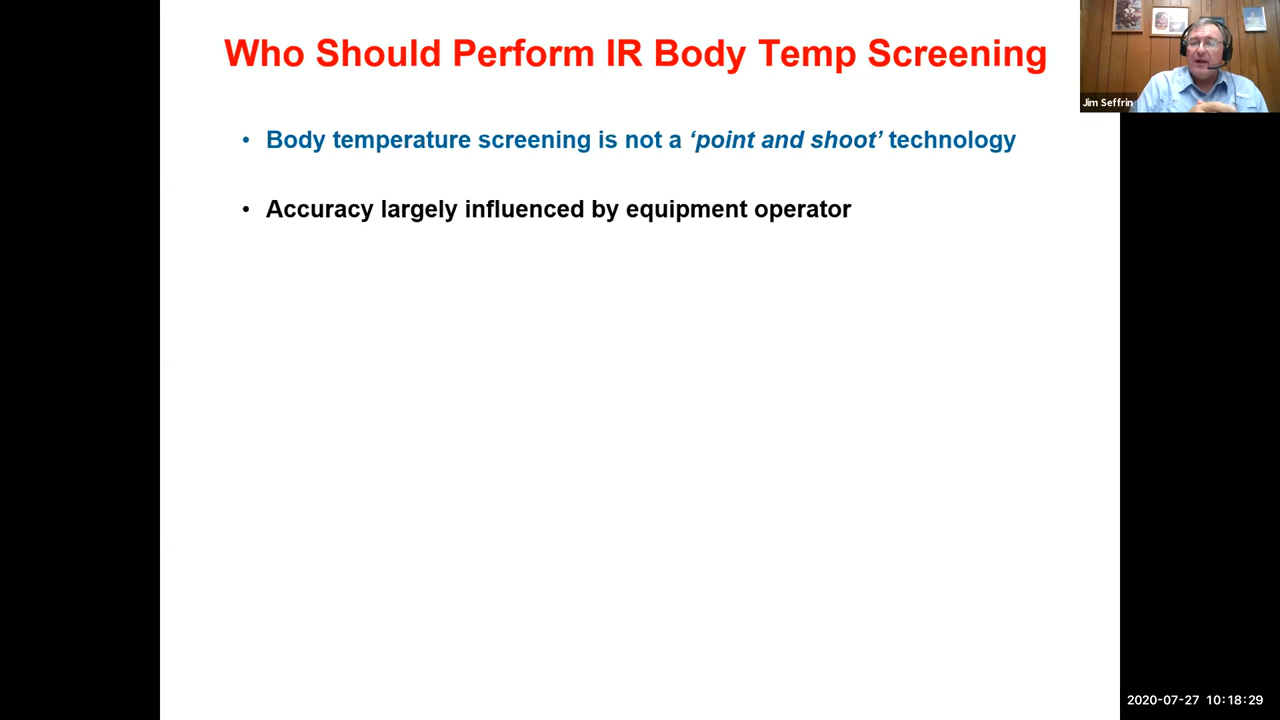 Who Should Perform IR Body Temp Screening
• Body temperature screening is not a ‘point and shoot’ technology
• Accuracy largely influenced by equipment operator
Jim Seffrin
2020-07-27 10:18:29